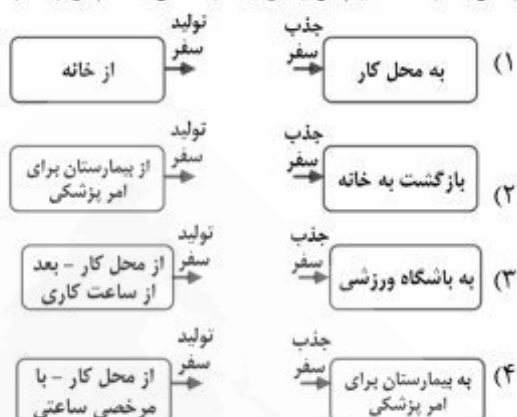 ۱)
جذب
سفر
به محل کار
تولید
سفر
از خانه
۲)
جذب
سفر
بازگشت به خانه
تولید
سفر
از بیمارستان برای
امر پزشکی
۳)
جذب
سفر
به باشگاه ورزشی
تولید
سفر
از محل کار - بعد
از ساعت کاری
۴)
جذب
سفر
به بیمارستان برای
امر پزشکی
تولید
سفر
از محل کار - با
مرخصی ساعتی